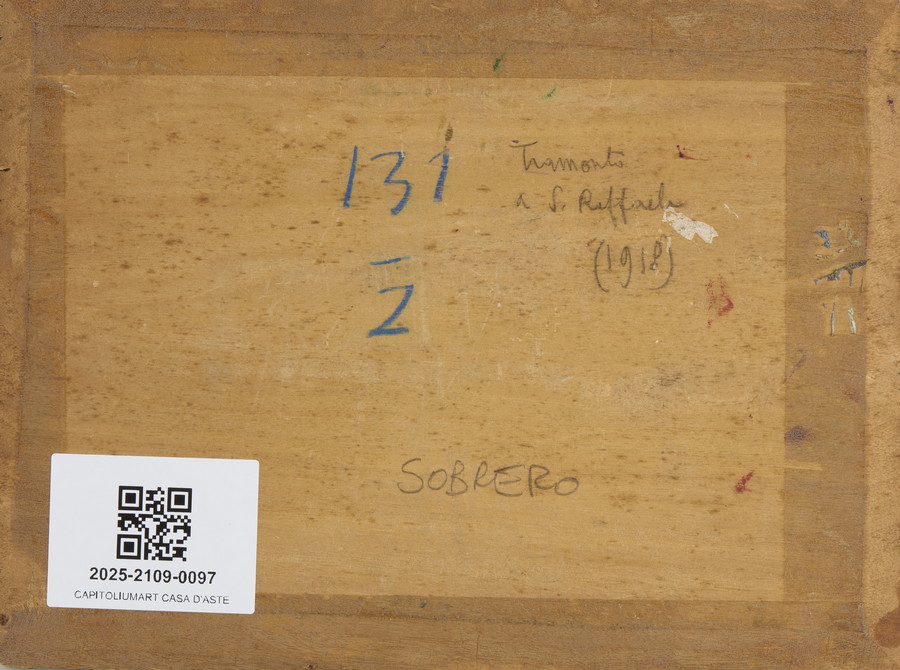 131
2
Tramonto
a S. Raffaele
(1918)
SOBRERO
2025-2109-0097
CAPITOLIUMART CASA D'ASTE